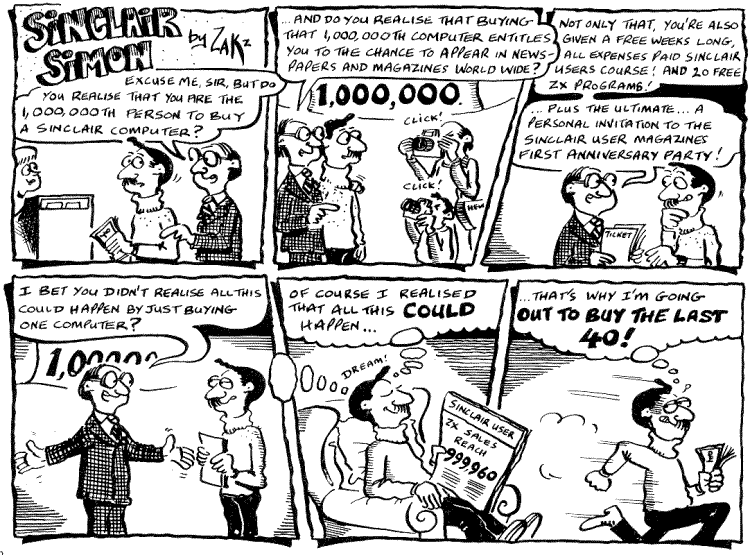 SINCLAIR
SIMON
by ZAKZ
EXCUSE ME, SIR, BUT DO
YOU REALISE THAT YOU ARE THE
1,000,000TH PERSON TO BUY
A SINCLAIR COMPUTER?
...AND DO YOU REALISE THAT BUYING
THAT 1,000,000TH COMPUTER ENTITLES
YOU TO THE CHANCE TO APPEAR IN NEWS-
PAPERS AND MAGAZINES WORLD WIDE?
1,000,000.
CLICK!
CLICK!
NEW
NOT ONLY THAT, YOU'RE ALSO
GIVEN A FREE WEEKS LONG,
ALL EXPENSES PAID SINCLAIR
USERS COURSE! AND 20 FREE
ZX PROGRAMS!
...PLUS THE ULTIMATE... A
PERSONAL INVITATION TO THE
SINCLAIR USER MAGAZINES
FIRST ANNIVERSARY PARTY!
TICKET
I BET YOU DIDN'T REALISE ALL THIS
COULD HAPPEN BY JUST BUYING
ONE COMPUTER?
1,00000
OF COURSE I REALISED
THAT ALL THIS COULD
HAPPEN...
DREAM!
SINCLAIR USER
ZX SALES
REACH
999960
...THAT'S WHY I'M GOING
OUT TO BUY THE LAST
40!